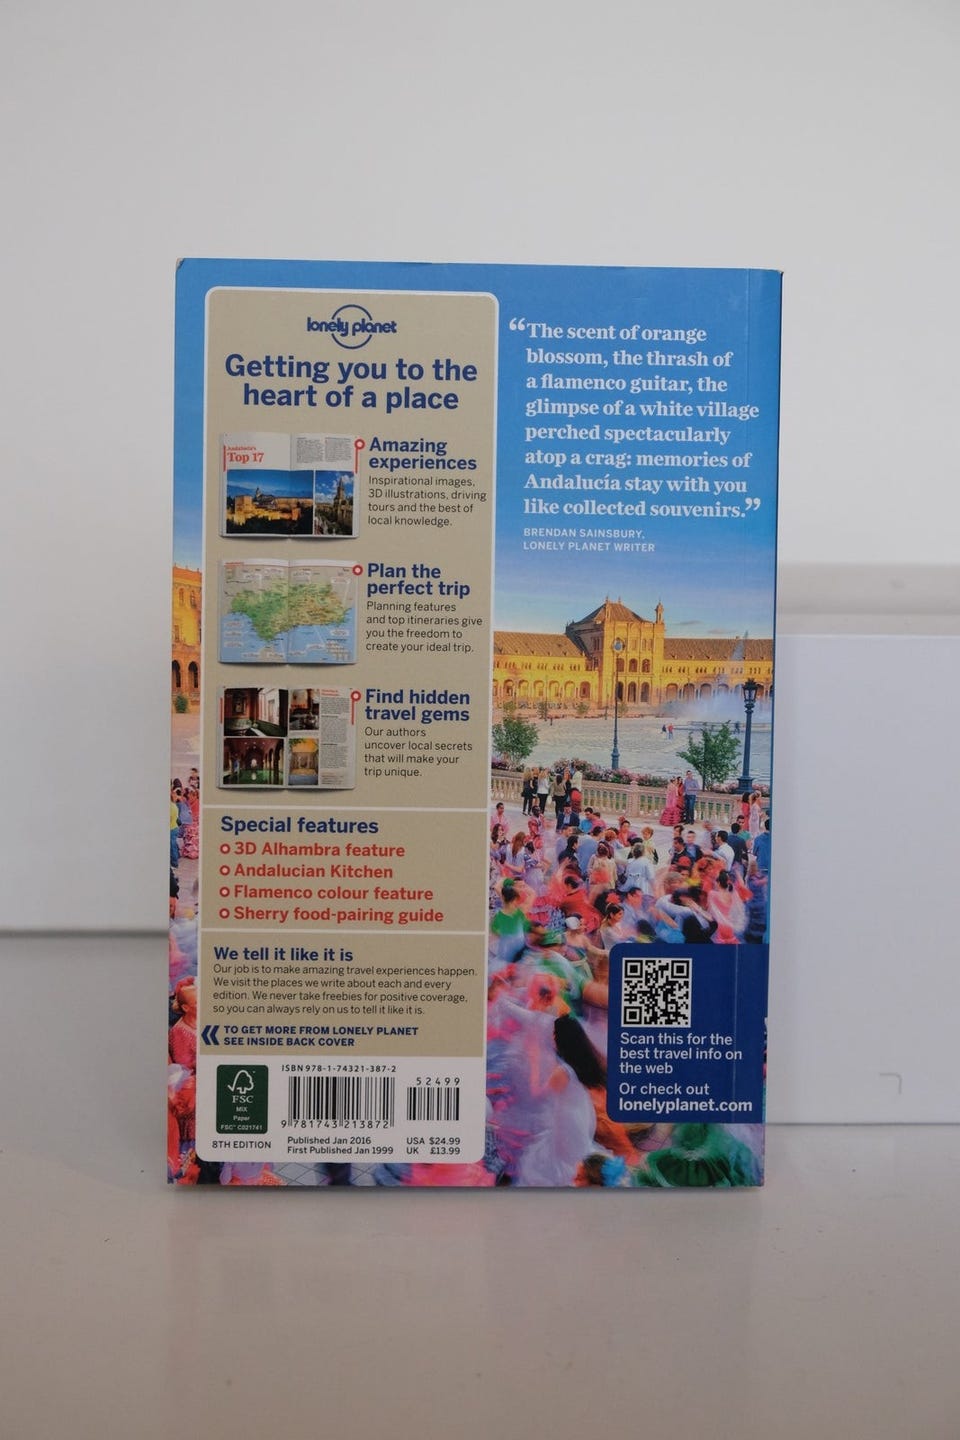 lonely planet
Getting you to the
heart of a place
Andalucía's
Top 17
Amazing
experiences
Inspirational images,
3D illustrations, driving
tours and the best of
local knowledge.
Plan the
perfect trip
Planning features
and top itineraries give
you the freedom to
create your ideal trip.
Find hidden
travel gems
Our authors
uncover local secrets
that will make your
trip unique.
Special features
3D Alhambra feature
Andalucian Kitchen
Flamenco colour feature
Sherry food-pairing guide
We tell it like it is
Our job is to make amazing travel experiences happen.
We visit the places we write about each and every
edition. We never take freebies for positive coverage,
so you can always rely on us to tell it like it is.
TO GET MORE FROM LONELY PLANET
SEE INSIDE BACK COVER
FSC
MIX
Paper
FSC™ C021741
8TH EDITION
ISBN 978-1-74321-387-2
52499
9 781743 213872
Published Jan 2016
First Published Jan 1999
USA $24.99
UK £13.99
“The scent of orange
blossom, the thrash of
a flamenco guitar, the
glimpse of a white village
perched spectacularly
atop a crag: memories of
Andalucía stay with you
like collected souvenirs.”
BRENDAN SAINSBURY,
LONELY PLANET WRITER
Scan this for the
best travel info on
the web
Or check out
lonelyplanet.com